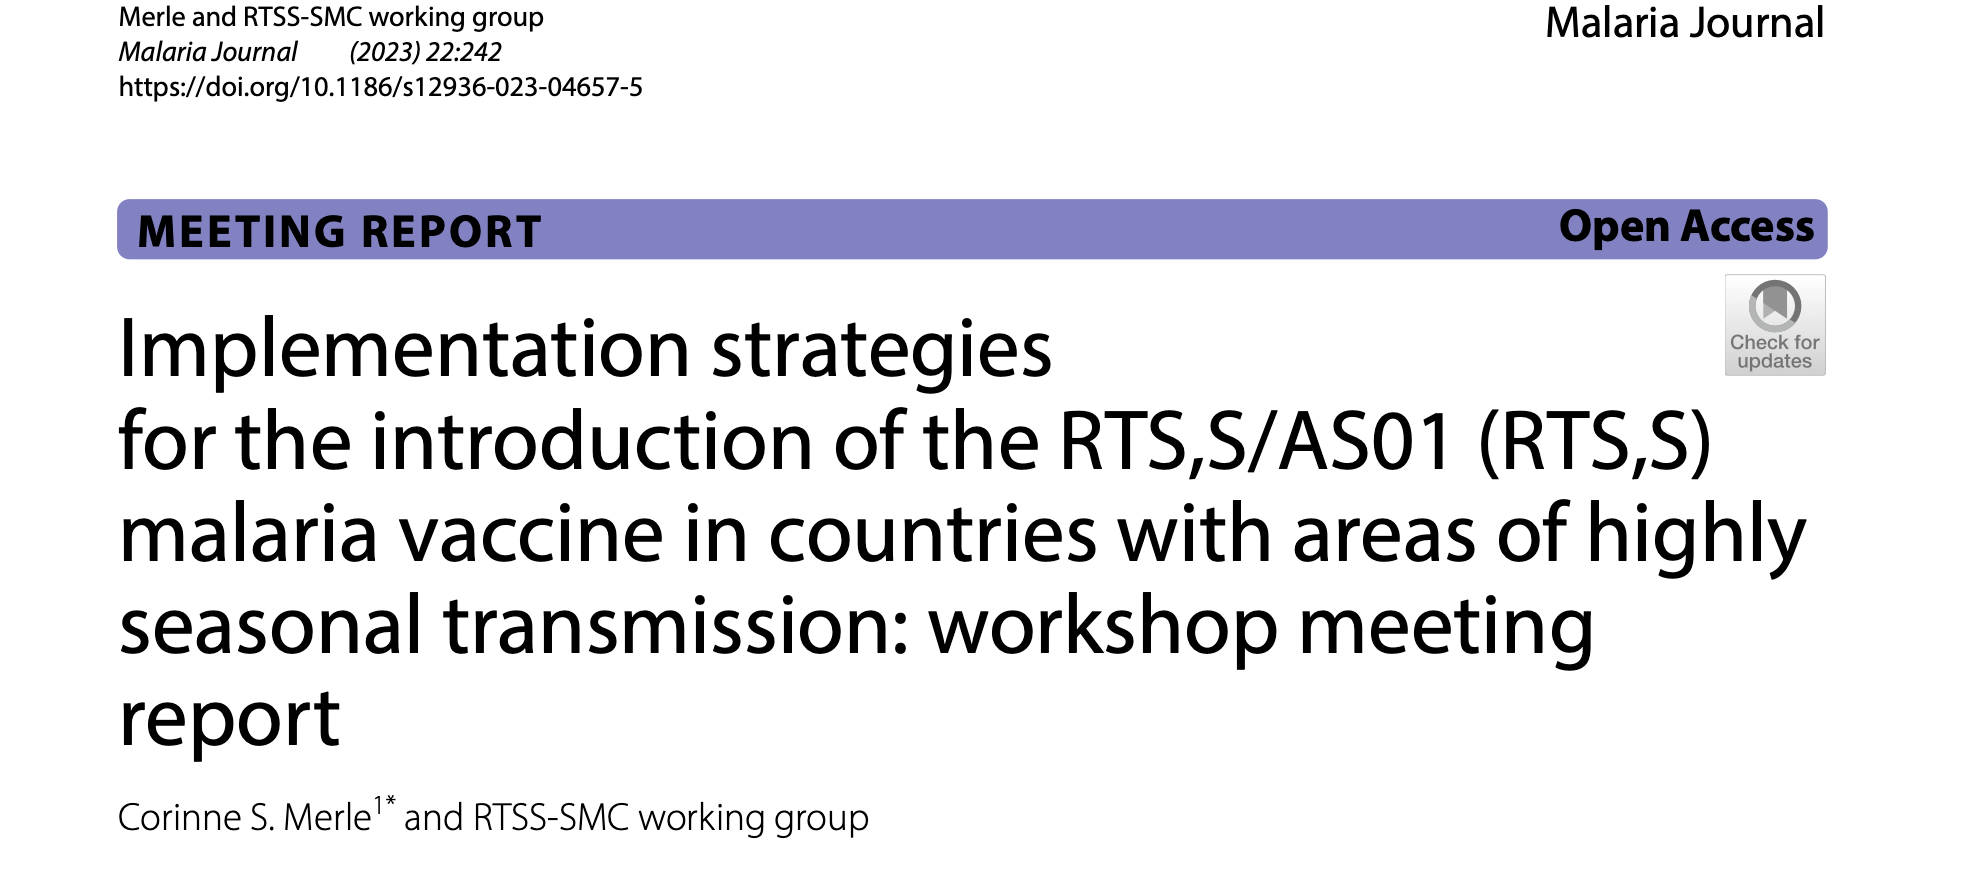 Merle and RTSS-SMC working group
Malaria Journal (2023) 22:242
https://doi.org/10.1186/s12936-023-04657-5
Malaria Journal
MEETING REPORT
Open Access
Check for
updates
Implementation strategies
for the introduction of the RTS,S/AS01 (RTS,S)
malaria vaccine in countries with areas of highly
seasonal transmission: workshop meeting
report
Corinne S. Merle1* and RTSS-SMC working group